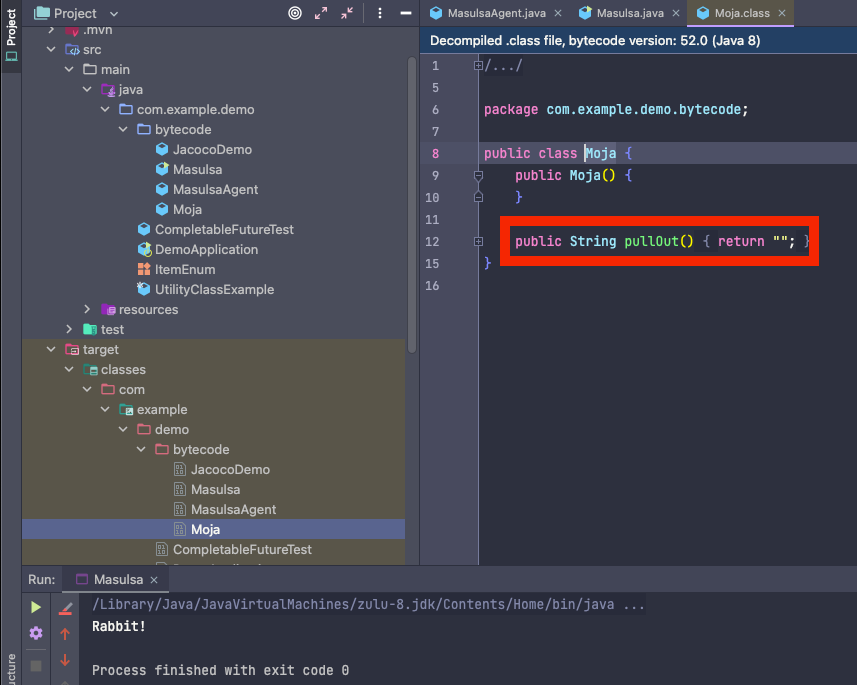 Project
Project
MasulsaAgent.java
Masulsa.java
Moja.class
.mvn
src
main
java
com.example.demo
bytecode
JacocoDemo
Masulsa
MasulsaAgent
Moja
CompletableFutureTest
DemoApplication
ItemEnum
UtilityClassExample
resources
test
target
classes
com
example
demo
bytecode
JacocoDemo
Masulsa
MasulsaAgent
Moja
CompletableFutureTest
Decompiled .class file, bytecode version: 52.0 (Java 8)
1 /.../
5
6 package com.example.demo.bytecode;
7
8 public class Moja {
9 public Moja() {
10 }
11
12 public String pullOut() { return ""; }
15 }
16
Run: Masulsa
/Library/Java/JavaVirtualMachines/zulu-8.jdk/Contents/Home/bin/java ...
Rabbit!
Process finished with exit code 0